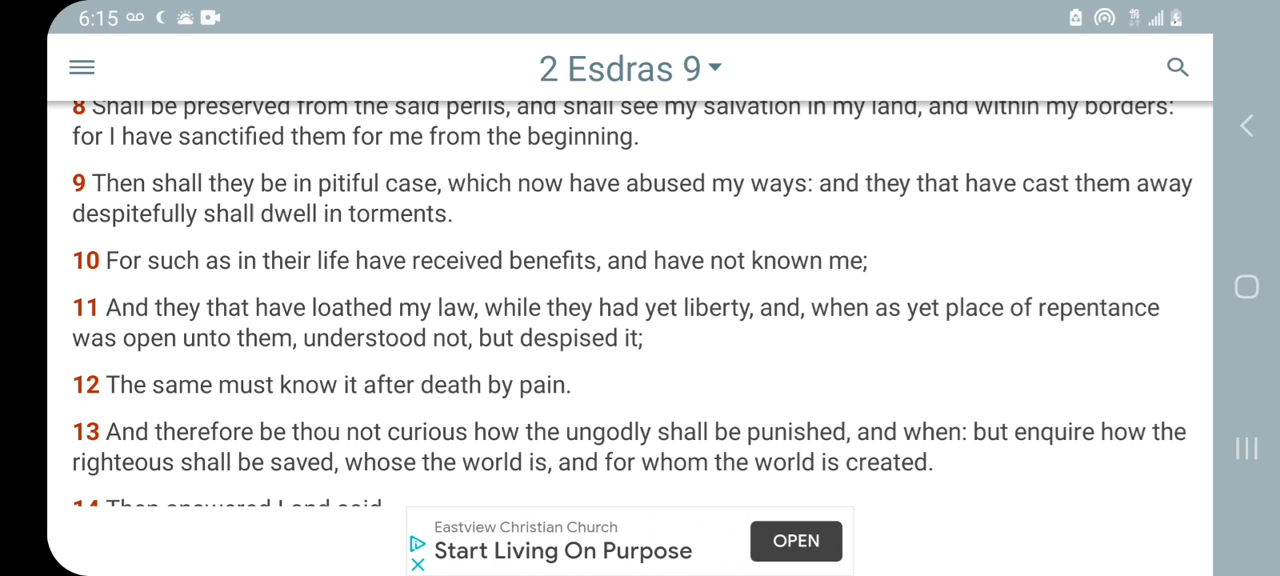 6:15
2 Esdras 9
8 Shall be preserved from the said perils, and shall see my salvation in my land, and within my borders:
for I have sanctified them for me from the beginning.
9 Then shall they be in pitiful case, which now have abused my ways: and they that have cast them away
despitefully shall dwell in torments.
10 For such as in their life have received benefits, and have not known me;
11 And they that have loathed my law, while they had yet liberty, and, when as yet place of repentance
was open unto them, understood not, but despised it;
12 The same must know it after death by pain.
13 And therefore be thou not curious how the ungodly shall be punished, and when: but enquire how the
righteous shall be saved, whose the world is, and for whom the world is created.
14 Then answered I and said
Eastview Christian Church
Start Living On Purpose
OPEN